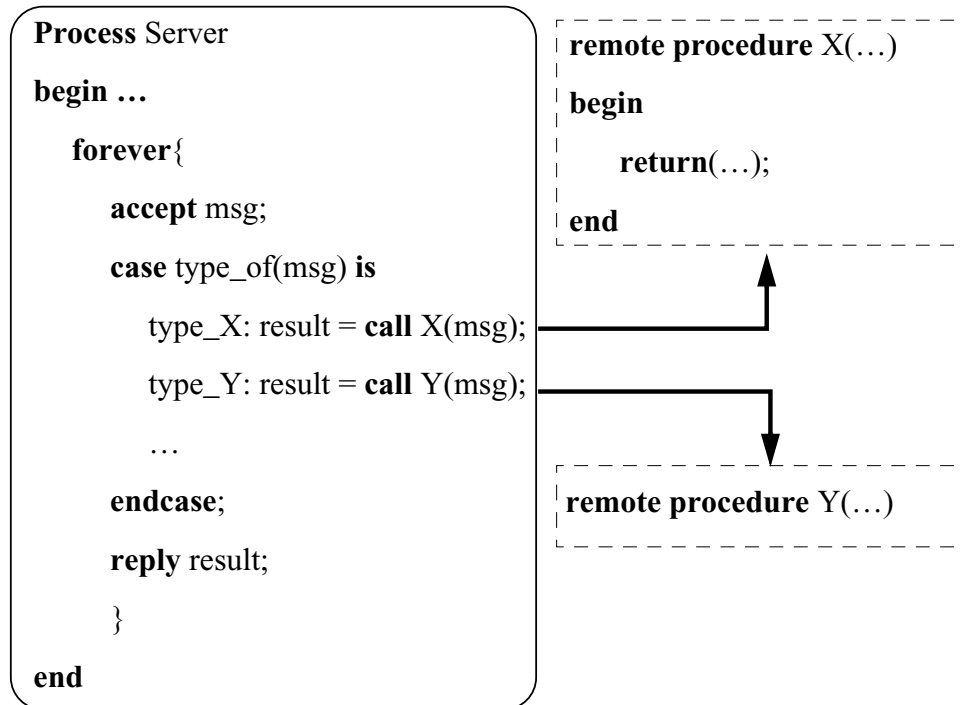 Process Server
begin …
forever{
accept msg;
case type_of(msg) is
type_X: result = call X(msg);
type_Y: result = call Y(msg);
…
endcase;
reply result;
}
end
remote procedure X(…)
begin
return(…);
end
remote procedure Y(…)